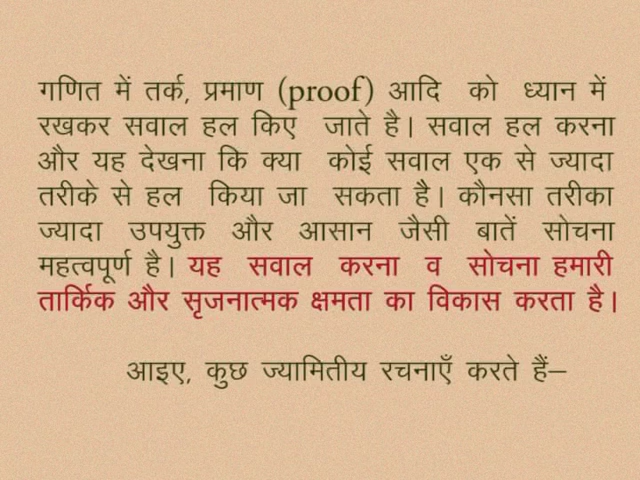 गणित में तर्क, प्रमाण (proof) आदि को ध्यान में
रखकर सवाल हल किए जाते है। सवाल हल करना
और यह देखना कि क्या कोई सवाल एक से ज्यादा
तरीके से हल किया जा सकता है। कौनसा तरीका
ज्यादा उपयुक्त और आसान जैसी बातें सोचना
महत्वपूर्ण है। यह सवाल करना व सोचना हमारी
तार्किक और सृजनात्मक क्षमता का विकास करता है।
आइए, कुछ ज्यामितीय रचनाएँ करते हैं–